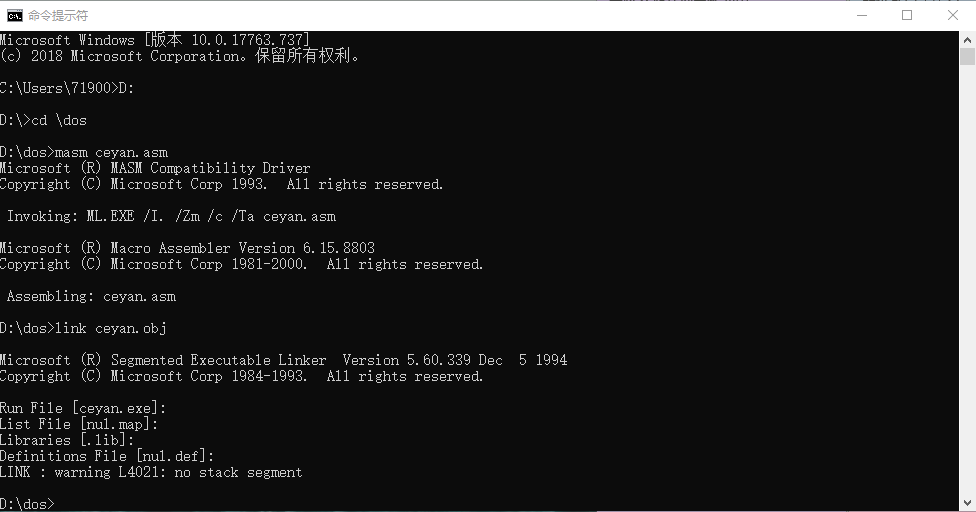 命令提示符
Microsoft Windows [版本 10.0.17763.737]
(c) 2018 Microsoft Corporation。保留所有权利。
C:\Users\71900>D:
D:\>cd \dos
D:\dos>masm ceyan.asm
Microsoft (R) MASM Compatibility Driver
Copyright (C) Microsoft Corp 1993.  All rights reserved.
Invoking: ML.EXE /I. /Zm /c /Ta ceyan.asm
Microsoft (R) Macro Assembler Version 6.15.8803
Copyright (C) Microsoft Corp 1981-2000.  All rights reserved.
Assembling: ceyan.asm
D:\dos>link ceyan.obj
Microsoft (R) Segmented Executable Linker  Version 5.60.339 Dec  5 1994
Copyright (C) Microsoft Corp 1984-1993.  All rights reserved.
Run File [ceyan.exe]:
List File [nul.map]:
Libraries [.lib]:
Definitions File [nul.def]:
LINK : warning L4021: no stack segment
D:\dos>